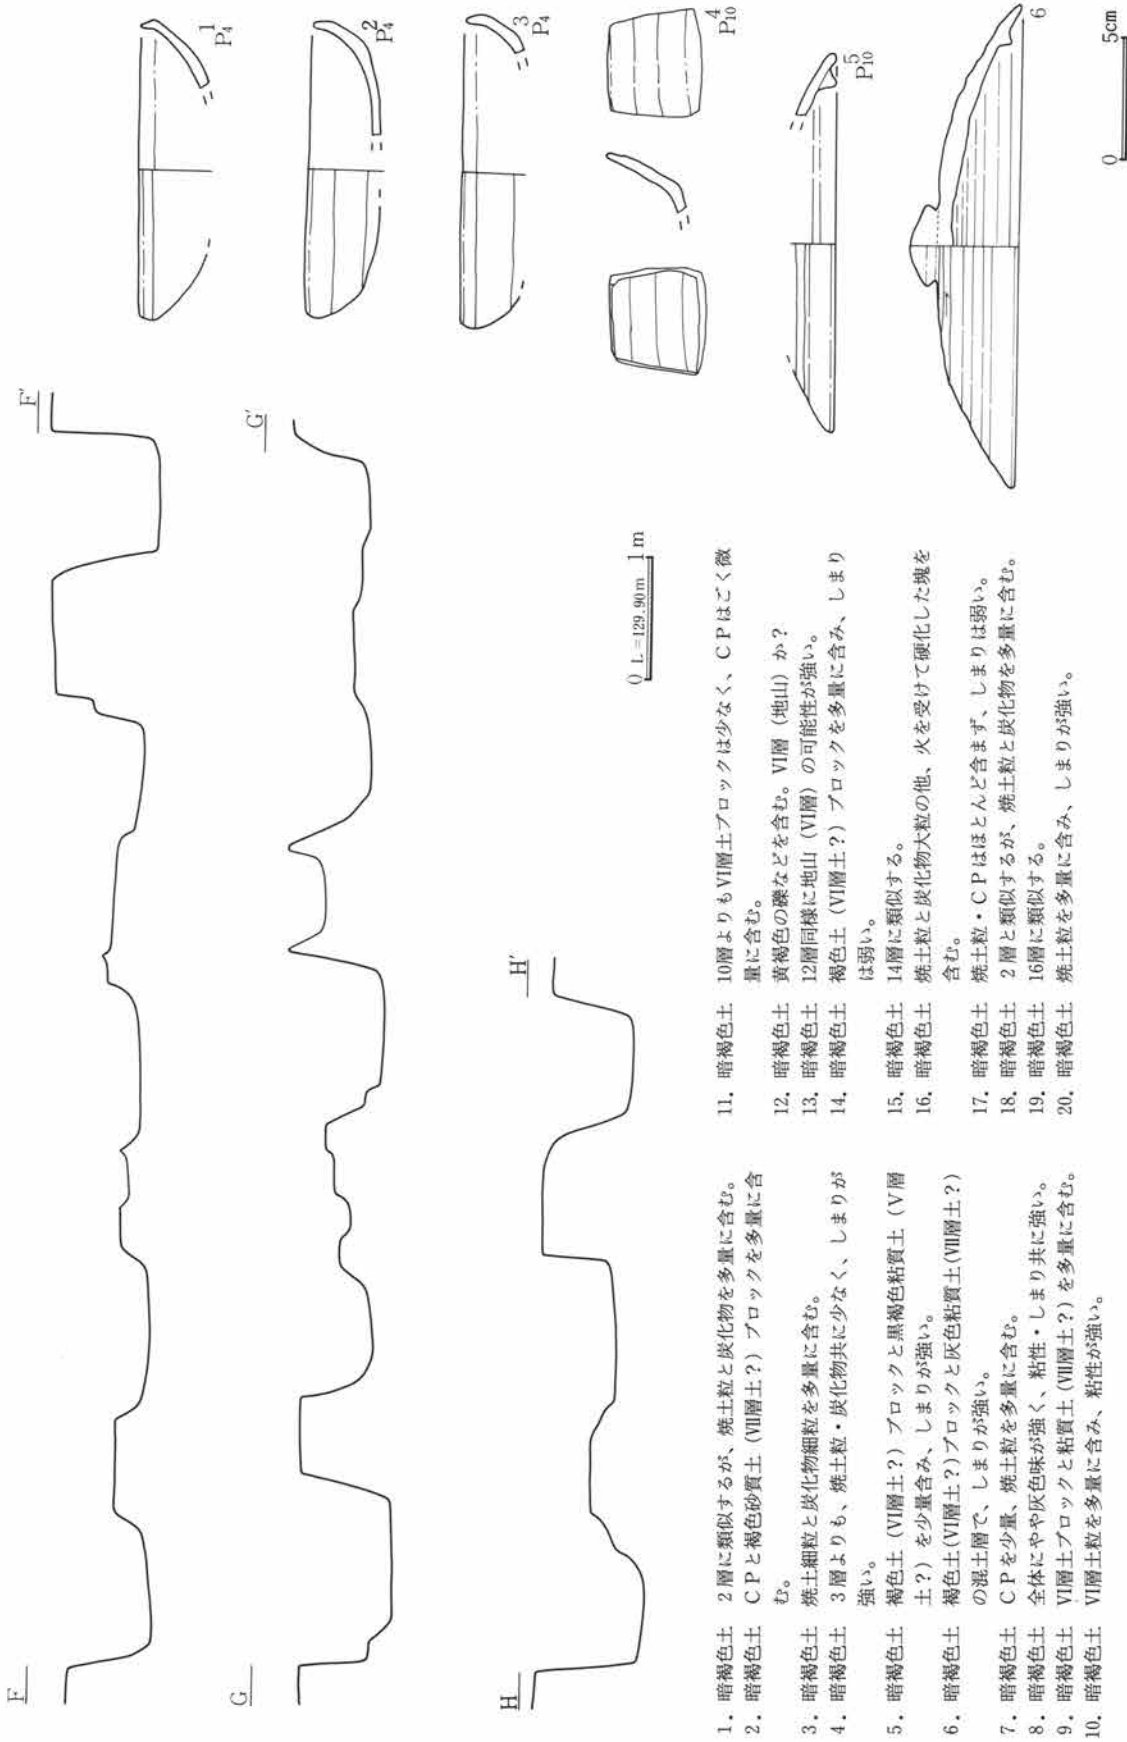 F F'
G G'
H H'
0 L=129.90m 1m
1
P4
2
P4
3
P4
4
P10
5
P10
6
0 5cm
1. 暗褐色土 2層に類似するが、焼土粒と炭化物を多量に含む。
2. 暗褐色土 CPと褐色砂質土(Ⅶ層土?)ブロックを多量に含
む。
3. 暗褐色土 焼土細粒と炭化物細粒を多量に含む。
4. 暗褐色土 3層よりも、焼土粒・炭化物共に少なく、しまりが
強い。
5. 暗褐色土 褐色土(Ⅵ層土?)ブロックと黒褐色粘質土(Ⅴ層
土?)を少量含み、しまりが強い。
6. 暗褐色土 褐色土(Ⅵ層土?)ブロックと灰色粘質土(Ⅶ層土?)
の混土層で、しまりが強い。
7. 暗褐色土 CPを少量、焼土粒を多量に含む。
8. 暗褐色土 全体にやや灰色味が強く、粘性・しまり共に強い。
9. 暗褐色土 Ⅵ層土ブロックと粘質土(Ⅶ層土?)を多量に含む。
10. 暗褐色土 Ⅵ層土粒を多量に含み、粘性が強い。
11. 暗褐色土 10層よりもⅥ層土ブロックは少なく、CPはごく微
量に含む。
12. 暗褐色土 黄褐色の礫などを含む。Ⅵ層(地山)か?
13. 暗褐色土 12層同様に地山(Ⅵ層)の可能性が強い。
14. 暗褐色土 褐色土(Ⅵ層土?)ブロックを多量に含み、しまり
は弱い。
15. 暗褐色土 14層に類似する。
16. 暗褐色土 焼土粒と炭化物大粒の他、火を受けて硬化した塊を
含む。
17. 暗褐色土 焼土粒・CPはほとんど含まず、しまりは弱い。
18. 暗褐色土 2層と類似するが、焼土粒と炭化物を多量に含む。
19. 暗褐色土 16層に類似する。
20. 暗褐色土 焼土粒を多量に含み、しまりが強い。